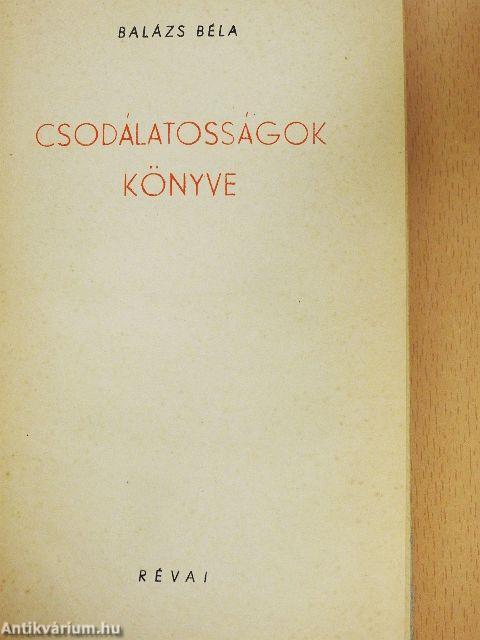 BALÁZS BÉLA
CSODÁLATOSSÁGOK
KÖNYVE
RÉVAI
Antikvárium.hu